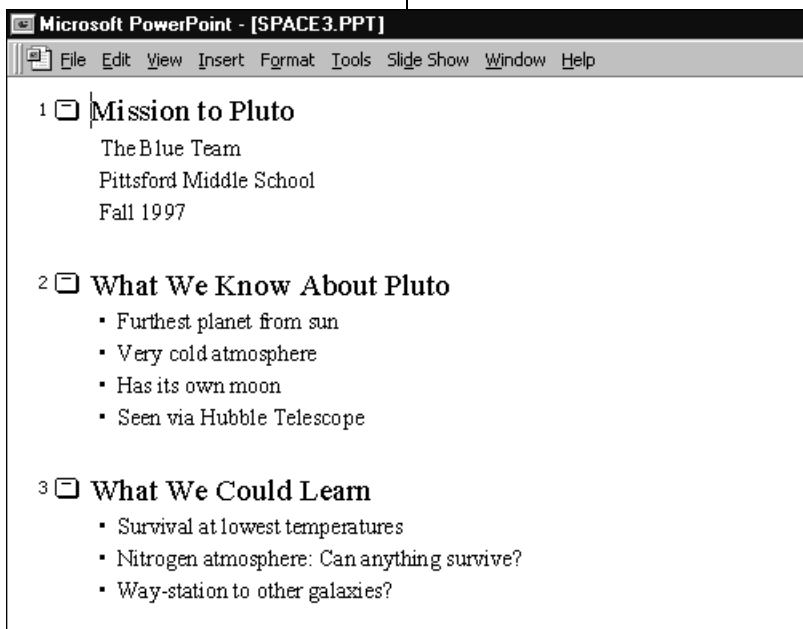 Microsoft PowerPoint - [SPACE3.PPT]
File Edit View Insert Format Tools Slide Show Window Help
1 Mission to Pluto
The Blue Team
Pittsford Middle School
Fall 1997
2 What We Know About Pluto
▪ Furthest planet from sun
▪ Very cold atmosphere
▪ Has its own moon
▪ Seen via Hubble Telescope
3 What We Could Learn
▪ Survival at lowest temperatures
▪ Nitrogen atmosphere: Can anything survive?
▪ Way-station to other galaxies?